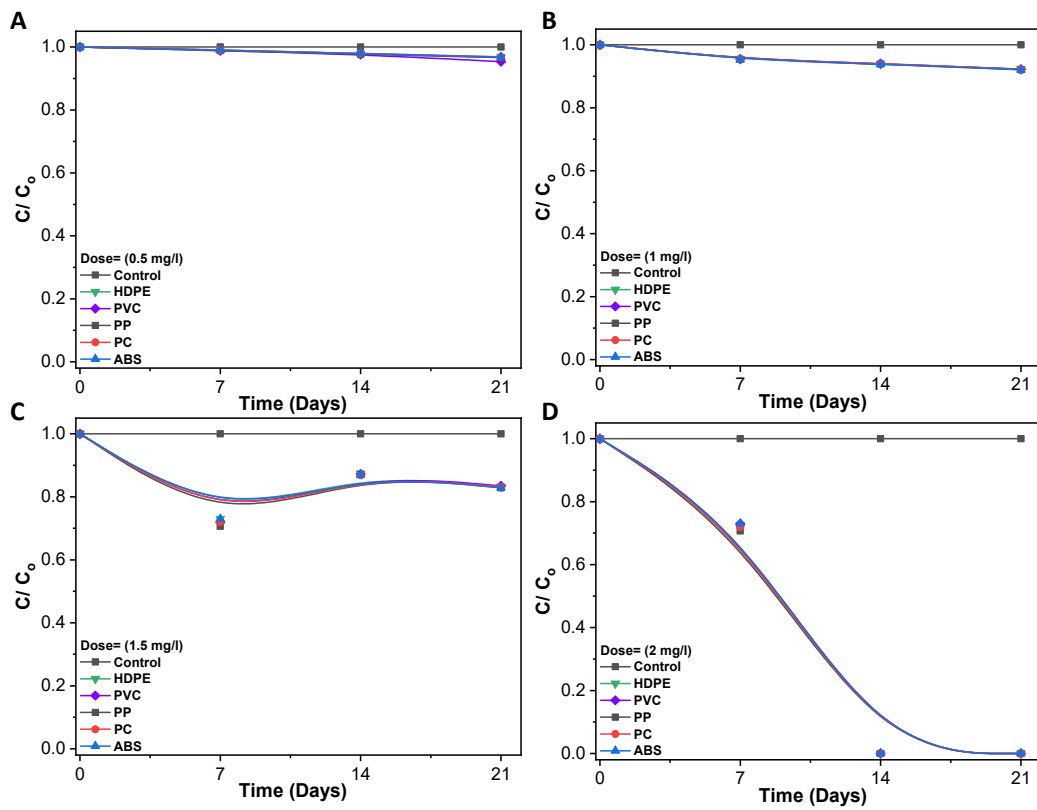 A
1.0
0.8
0.6
0.4
0.2
0.0
C/ Co
Dose= (0.5 mg/l)
Control
HDPE
PVC
PP
PC
ABS
0 7 14 21
Time (Days)
B
1.0
0.8
0.6
0.4
0.2
0.0
C/ Co
Dose= (1 mg/l)
Control
HDPE
PVC
PP
PC
ABS
0 7 14 21
Time (Days)
C
1.0
0.8
0.6
0.4
0.2
0.0
C/ Co
Dose= (1.5 mg/l)
Control
HDPE
PVC
PP
PC
ABS
0 7 14 21
Time (Days)
D
1.0
0.8
0.6
0.4
0.2
0.0
C/ Co
Dose= (2 mg/l)
Control
HDPE
PVC
PP
PC
ABS
0 7 14 21
Time (Days)